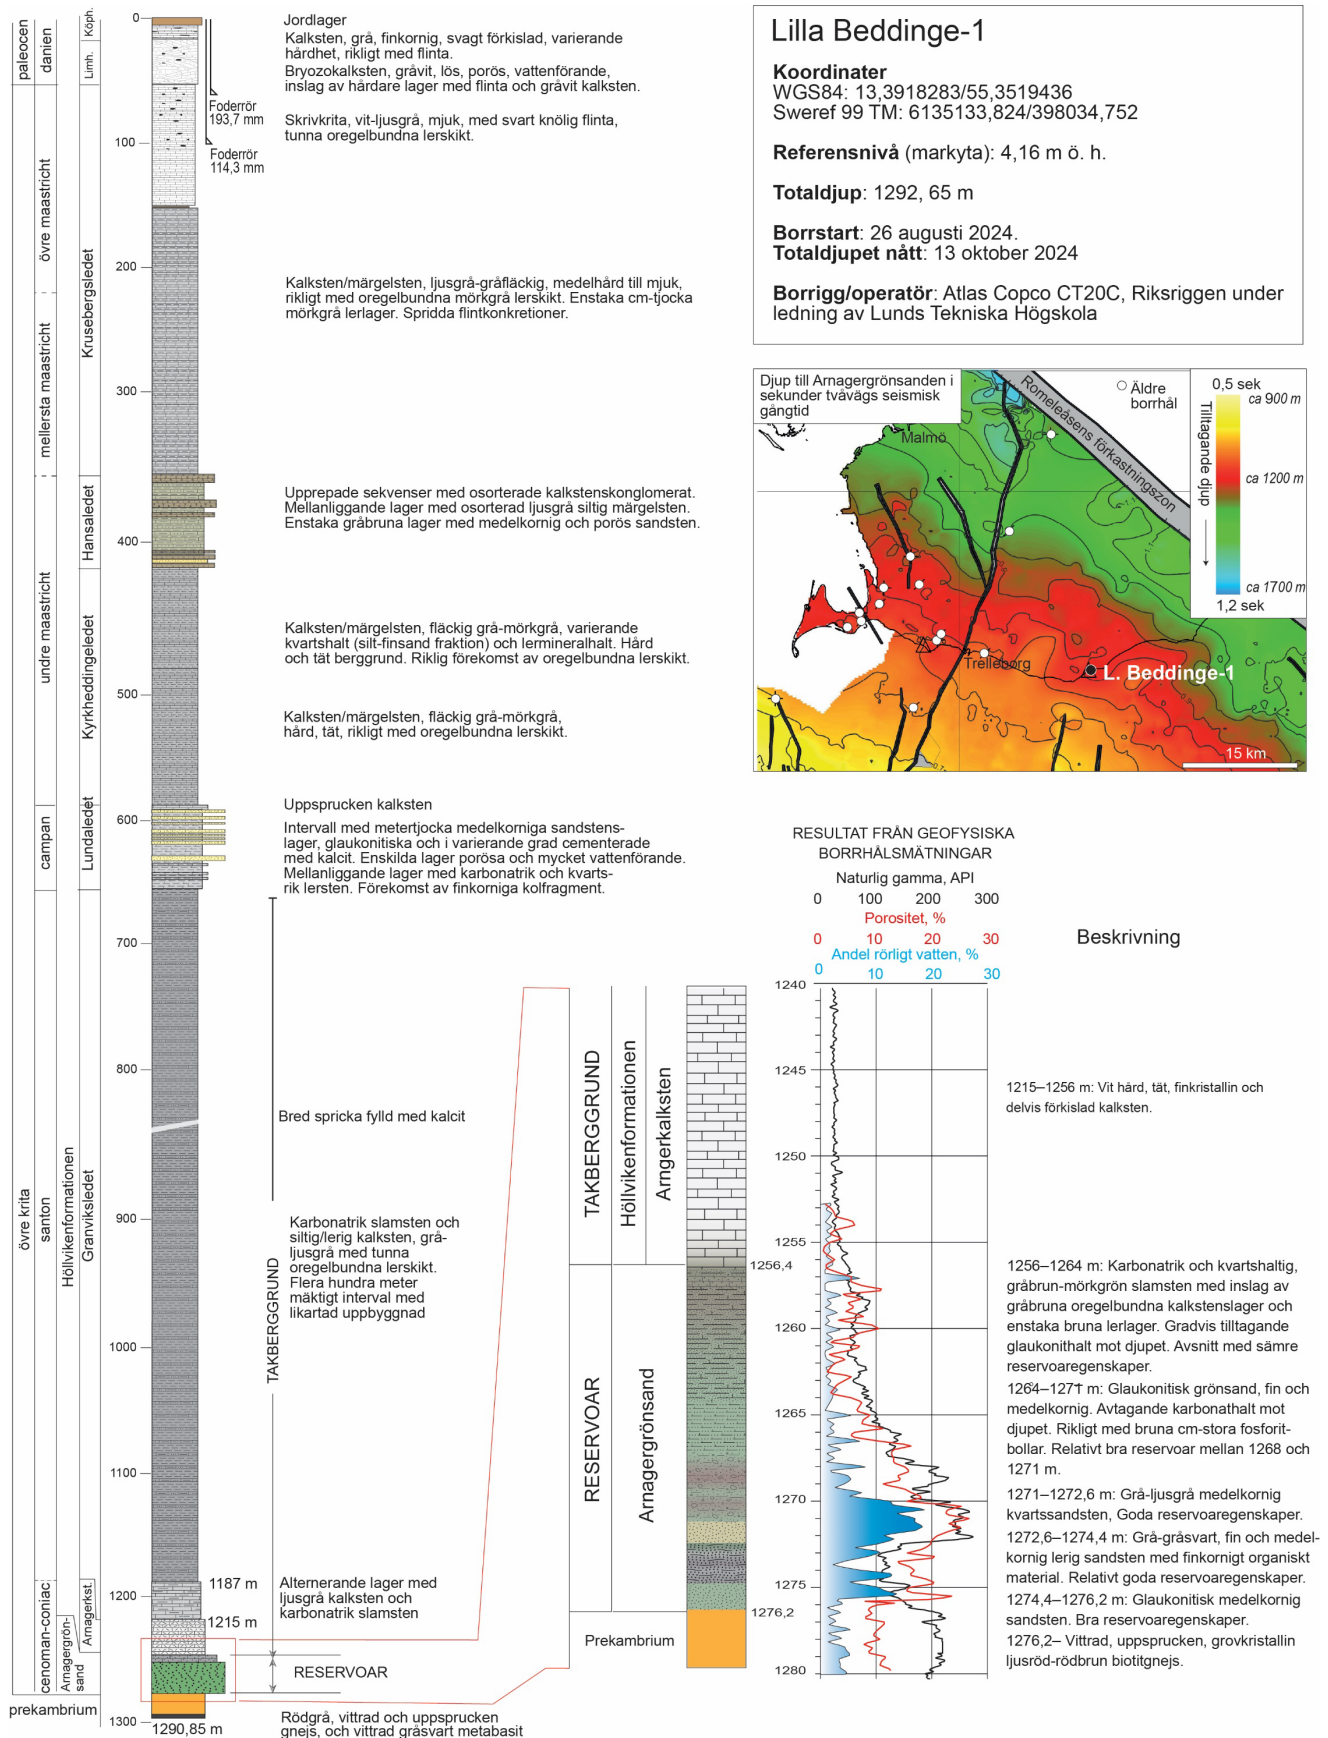 Lilla Beddinge-1
Koordinater
WGS84: 13,3918283/55,3519436
Sweref 99 TM: 6135133,824/398034,752
Referensnivå (markyta): 4,16 m ö. h.
Totaldjup: 1292, 65 m
Borrstart: 26 augusti 2024.
Totaldjupet nått: 13 oktober 2024
Borrigg/operatör: Atlas Copco CT20C, Riksriggen under
ledning av Lunds Tekniska Högskola
paleocen
danien
Köph.
Limh.
övre maastricht
mellersta maastricht
undre maastricht
campan
övre krita
santon
cenoman-coniac
Krusebergsledet
Hansaledet
Kyrkheddingeledet
Lundaledet
Höllvikenformationen
Granviksledet
Arnagerkst.
Arnagergrön-
sand
prekambrium
0
100
200
300
400
500
600
700
800
900
1000
1100
1200
1300
Foderrör
193,7 mm
Foderrör
114,3 mm
Jordlager
Kalksten, grå, finkornig, svagt förkislad, varierande
hårdhet, rikligt med flinta.
Bryozokalksten, gråvit, lös, porös, vattenförande,
inslag av hårdare lager med flinta och gråvit kalksten.
Skrivkrita, vit-ljusgrå, mjuk, med svart knölig flinta,
tunna oregelbundna lerskikt.
Kalksten/märgelsten, ljusgrå-gråfläckig, medelhård till mjuk,
rikligt med oregelbundna mörkgrå lerskikt. Enstaka cm-tjocka
mörkgrå lerlager. Spridda flintkonkretioner.
Upprepade sekvenser med osorterade kalkstenskonglomerat.
Mellanliggande lager med osorterad ljusgrå siltig märgelsten.
Enstaka gråbruna lager med medelkornig och porös sandsten.
Kalksten/märgelsten, fläckig grå-mörkgrå, varierande
kvartshalt (silt-finsand fraktion) och lermineralhalt. Hård
och tät berggrund. Riklig förekomst av oregelbundna lerskikt.
Kalksten/märgelsten, fläckig grå-mörkgrå,
hård, tät, rikligt med oregelbundna lerskikt.
Uppsprucken kalksten
Intervall med metertjocka medelkorniga sandstens-
lager, glaukonitiska och i varierande grad cementerade
med kalcit. Enskilda lager porösa och mycket vattenförande.
Mellanliggande lager med karbonatrik och kvarts-
rik lersten. Förekomst av finkorniga kolfragment.
Bred spricka fylld med kalcit
TAKBERGGRUND
Karbonatrik slamsten och
siltig/lerig kalksten, grå-
ljusgrå med tunna
oregelbundna lerskikt.
Flera hundra meter
mäktigt interval med
likartad uppbyggnad
1187 m
1215 m
Alternerande lager med
ljusgrå kalksten och
karbonatrik slamsten
RESERVOAR
1290,85 m
Rödgrå, vittrad och uppsprucken
gnejs, och vittrad gråsvart metabasit
Djup till Arnagergrönsanden i
sekunder tvåvägs seismisk
gångtid
Malmö
Trelleborg
L. Beddinge-1
15 km
Romeleåsens förkastningszon
Äldre
borrhål
0,5 sek
ca 900 m
ca 1200 m
ca 1700 m
1,2 sek
Tilltagande djup
RESULTAT FRÅN GEOFYSISKA
BORRHÅLSMÄTNINGAR
Naturlig gamma, API
0 100 200 300
Porositet, %
0 10 20 30
Andel rörligt vatten, %
0 10 20 30
Beskrivning
TAKBERGGRUND
Höllvikenformationen
Arngerkalksten
RESERVOAR
Arnagergrönsand
Prekambrium
1256,4
1276,2
1240
1245
1250
1255
1260
1265
1270
1275
1280
1215–1256 m: Vit hård, tät, finkristallin och
delvis förkislad kalksten.
1256–1264 m: Karbonatrik och kvartshaltig,
gråbrun-mörkgrön slamsten med inslag av
gråbruna oregelbundna kalkstenslager och
enstaka bruna lerlager. Gradvis tilltagande
glaukonithalt mot djupet. Avsnitt med sämre
reservoaregenskaper.
1264–1271 m: Glaukonitisk grönsand, fin och
medelkornig. Avtagande karbonathalt mot
djupet. Rikligt med bruna cm-stora fosforit-
bollar. Relativt bra reservoar mellan 1268 och
1271 m.
1271–1272,6 m: Grå-ljusgrå medelkornig
kvartssandsten, Goda reservoaregenskaper.
1272,6–1274,4 m: Grå-gråsvart, fin och medel-
kornig lerig sandsten med finkornigt organiskt
material. Relativt goda reservoaregenskaper.
1274,4–1276,2 m: Glaukonitisk medelkornig
sandsten. Bra reservoaregenskaper.
1276,2– Vittrad, uppsprucken, grovkristallin
ljusröd-rödbrun biotitgnejs.